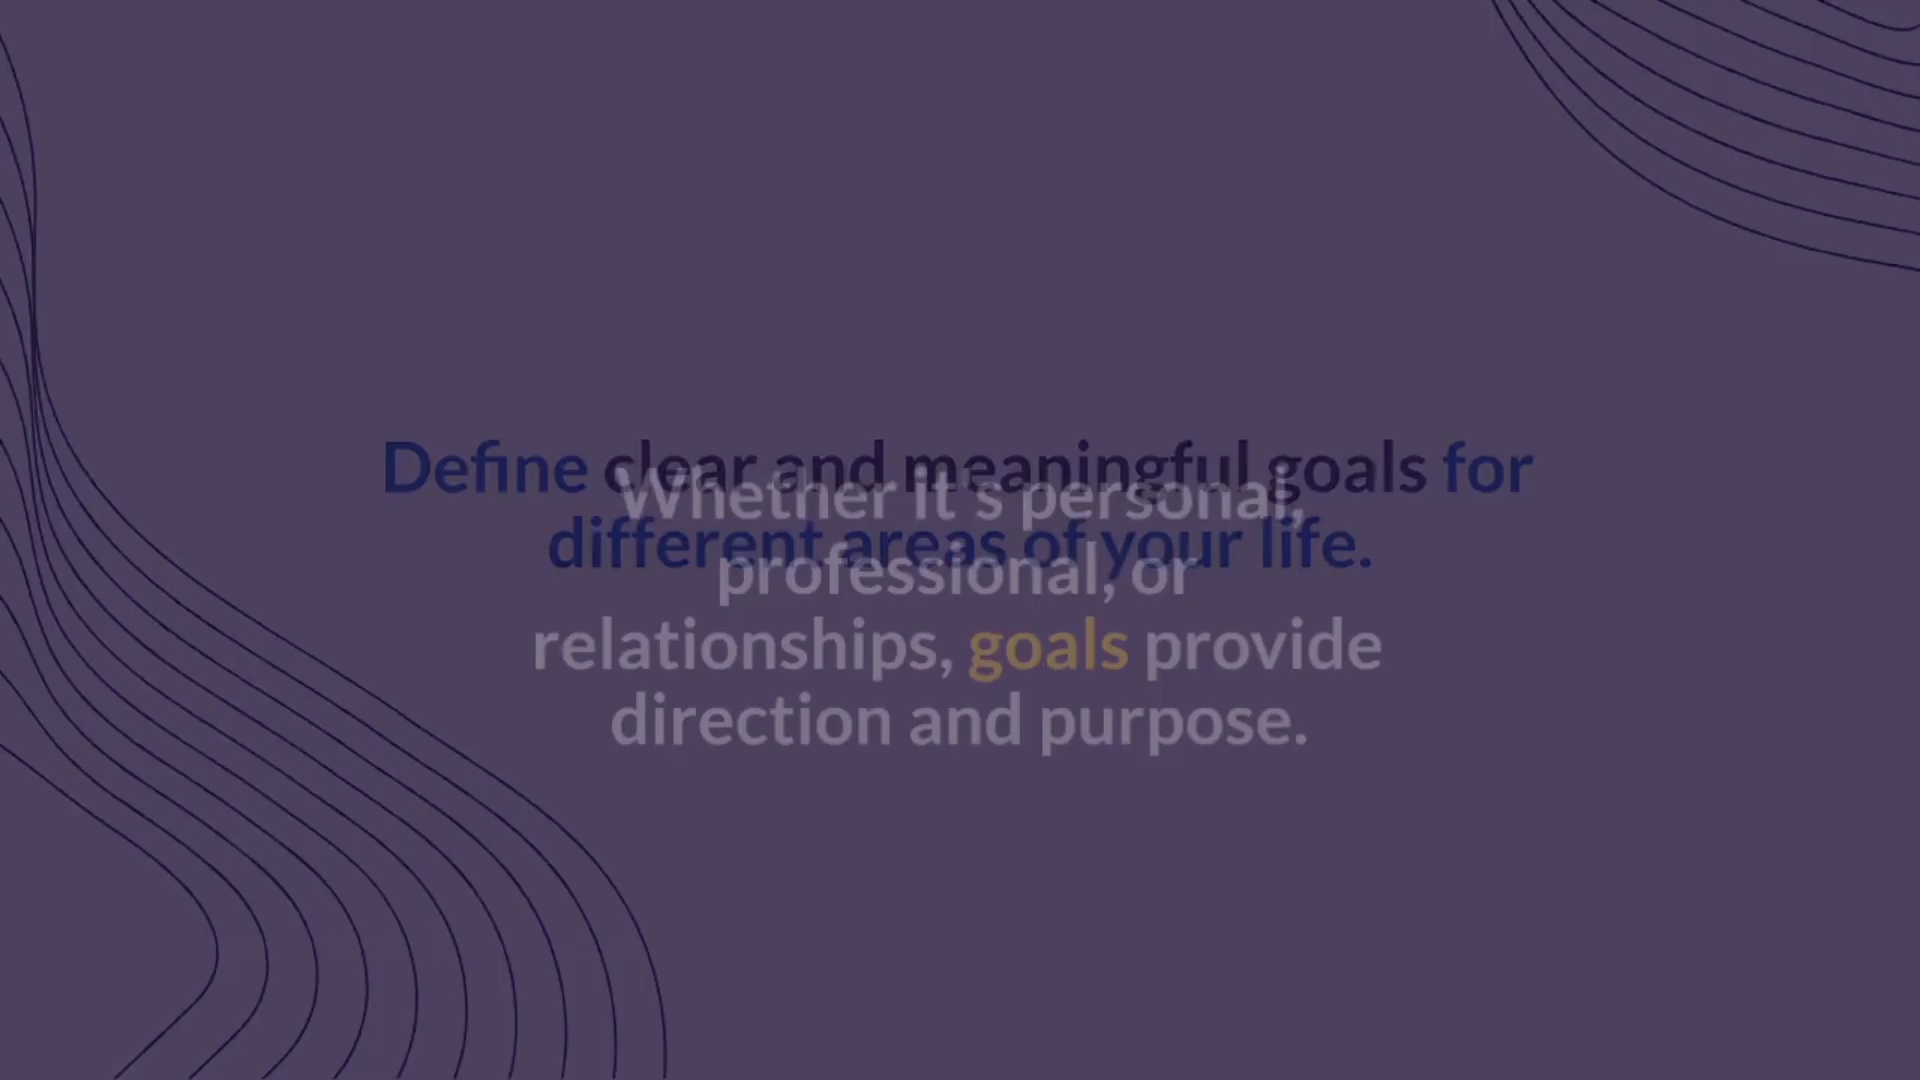 Define clear and meaningful goals for
different areas of your life.
Whether it's personal,
professional, or
relationships, goals provide
direction and purpose.